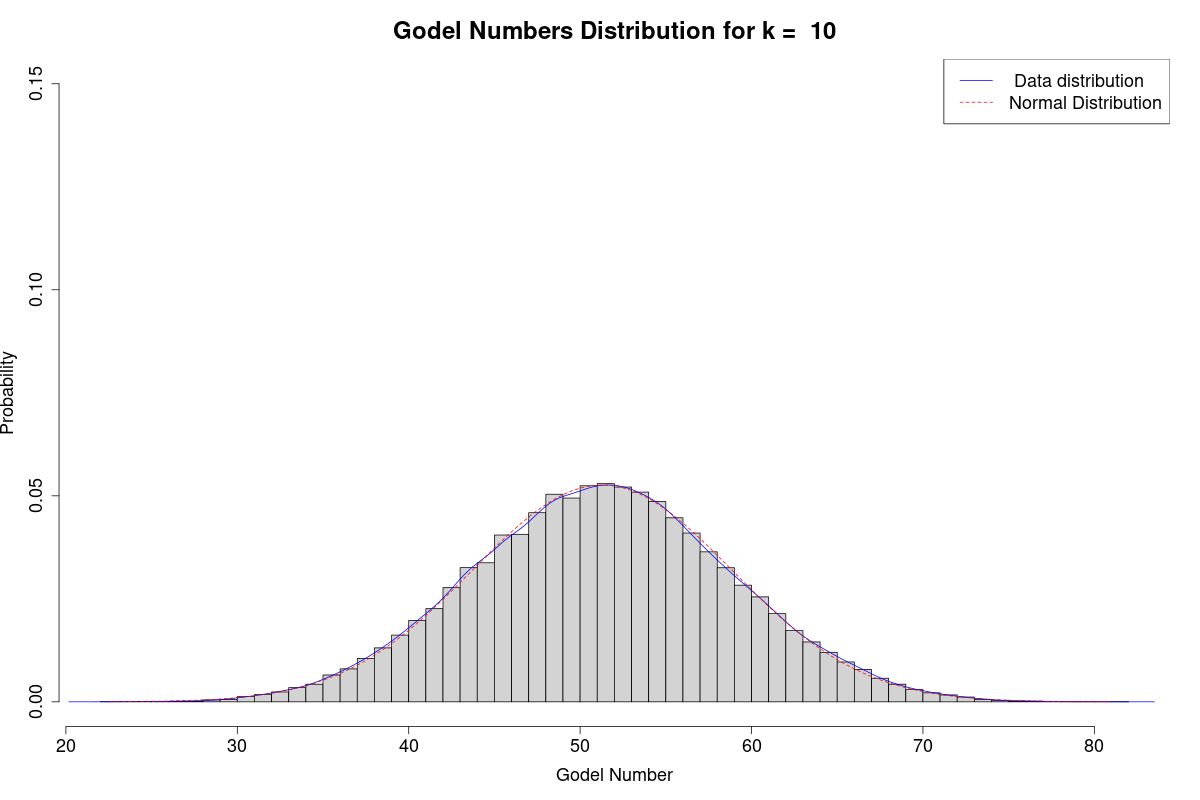 Godel Numbers Distribution for k =  10
Data distribution
Normal Distribution
0.15
0.10
0.05
0.00
Probability
20 30 40 50 60 70 80
Godel Number